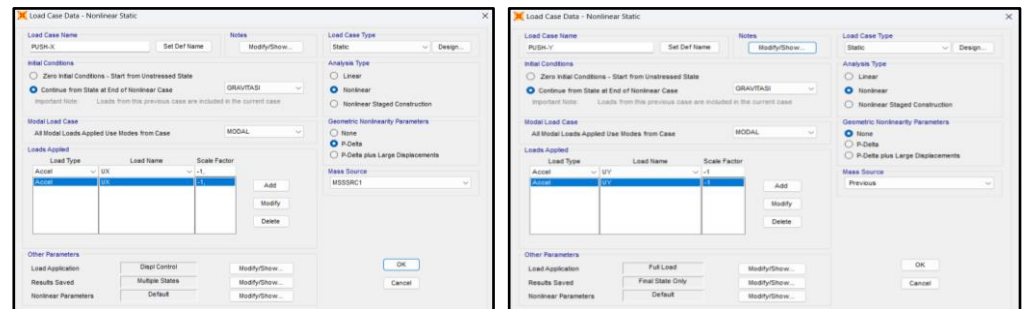 Load Case Data - Nonlinear Static
Load Case Name
PUSH-X
Set Def Name
Notes
Modify/Show...
Load Case Type
Static
Design...
Initial Conditions
Zero Initial Conditions - Start from Unstressed State
Continue from State at End of Nonlinear Case
GRAVITASI
Important Note: Loads from this previous case are included in the current case
Analysis Type
Linear
Nonlinear
Nonlinear Staged Construction
Modal Load Case
All Modal Loads Applied Use Modes from Case
MODAL
Geometric Nonlinearity Parameters
None
P-Delta
P-Delta plus Large Displacements
Loads Applied
Load Type Load Name Scale Factor
Accel UX -1,
Accel UX -1,
Add
Modify
Delete
Mass Source
MSSSRC1
Other Parameters
Load Application Displ Control Modify/Show...
Results Saved Multiple States Modify/Show...
Nonlinear Parameters Default Modify/Show...
OK
Cancel
Load Case Data - Nonlinear Static
Load Case Name
PUSH-Y
Set Def Name
Notes
Modify/Show...
Load Case Type
Static
Design...
Initial Conditions
Zero Initial Conditions - Start from Unstressed State
Continue from State at End of Nonlinear Case
GRAVITASI
Important Note: Loads from this previous case are included in the current case
Analysis Type
Linear
Nonlinear
Nonlinear Staged Construction
Modal Load Case
All Modal Loads Applied Use Modes from Case
MODAL
Geometric Nonlinearity Parameters
None
P-Delta
P-Delta plus Large Displacements
Loads Applied
Load Type Load Name Scale Factor
Accel UY -1
Accel UY -1
Add
Modify
Delete
Mass Source
Previous
Other Parameters
Load Application Full Load Modify/Show...
Results Saved Final State Only Modify/Show...
Nonlinear Parameters Default Modify/Show...
OK
Cancel